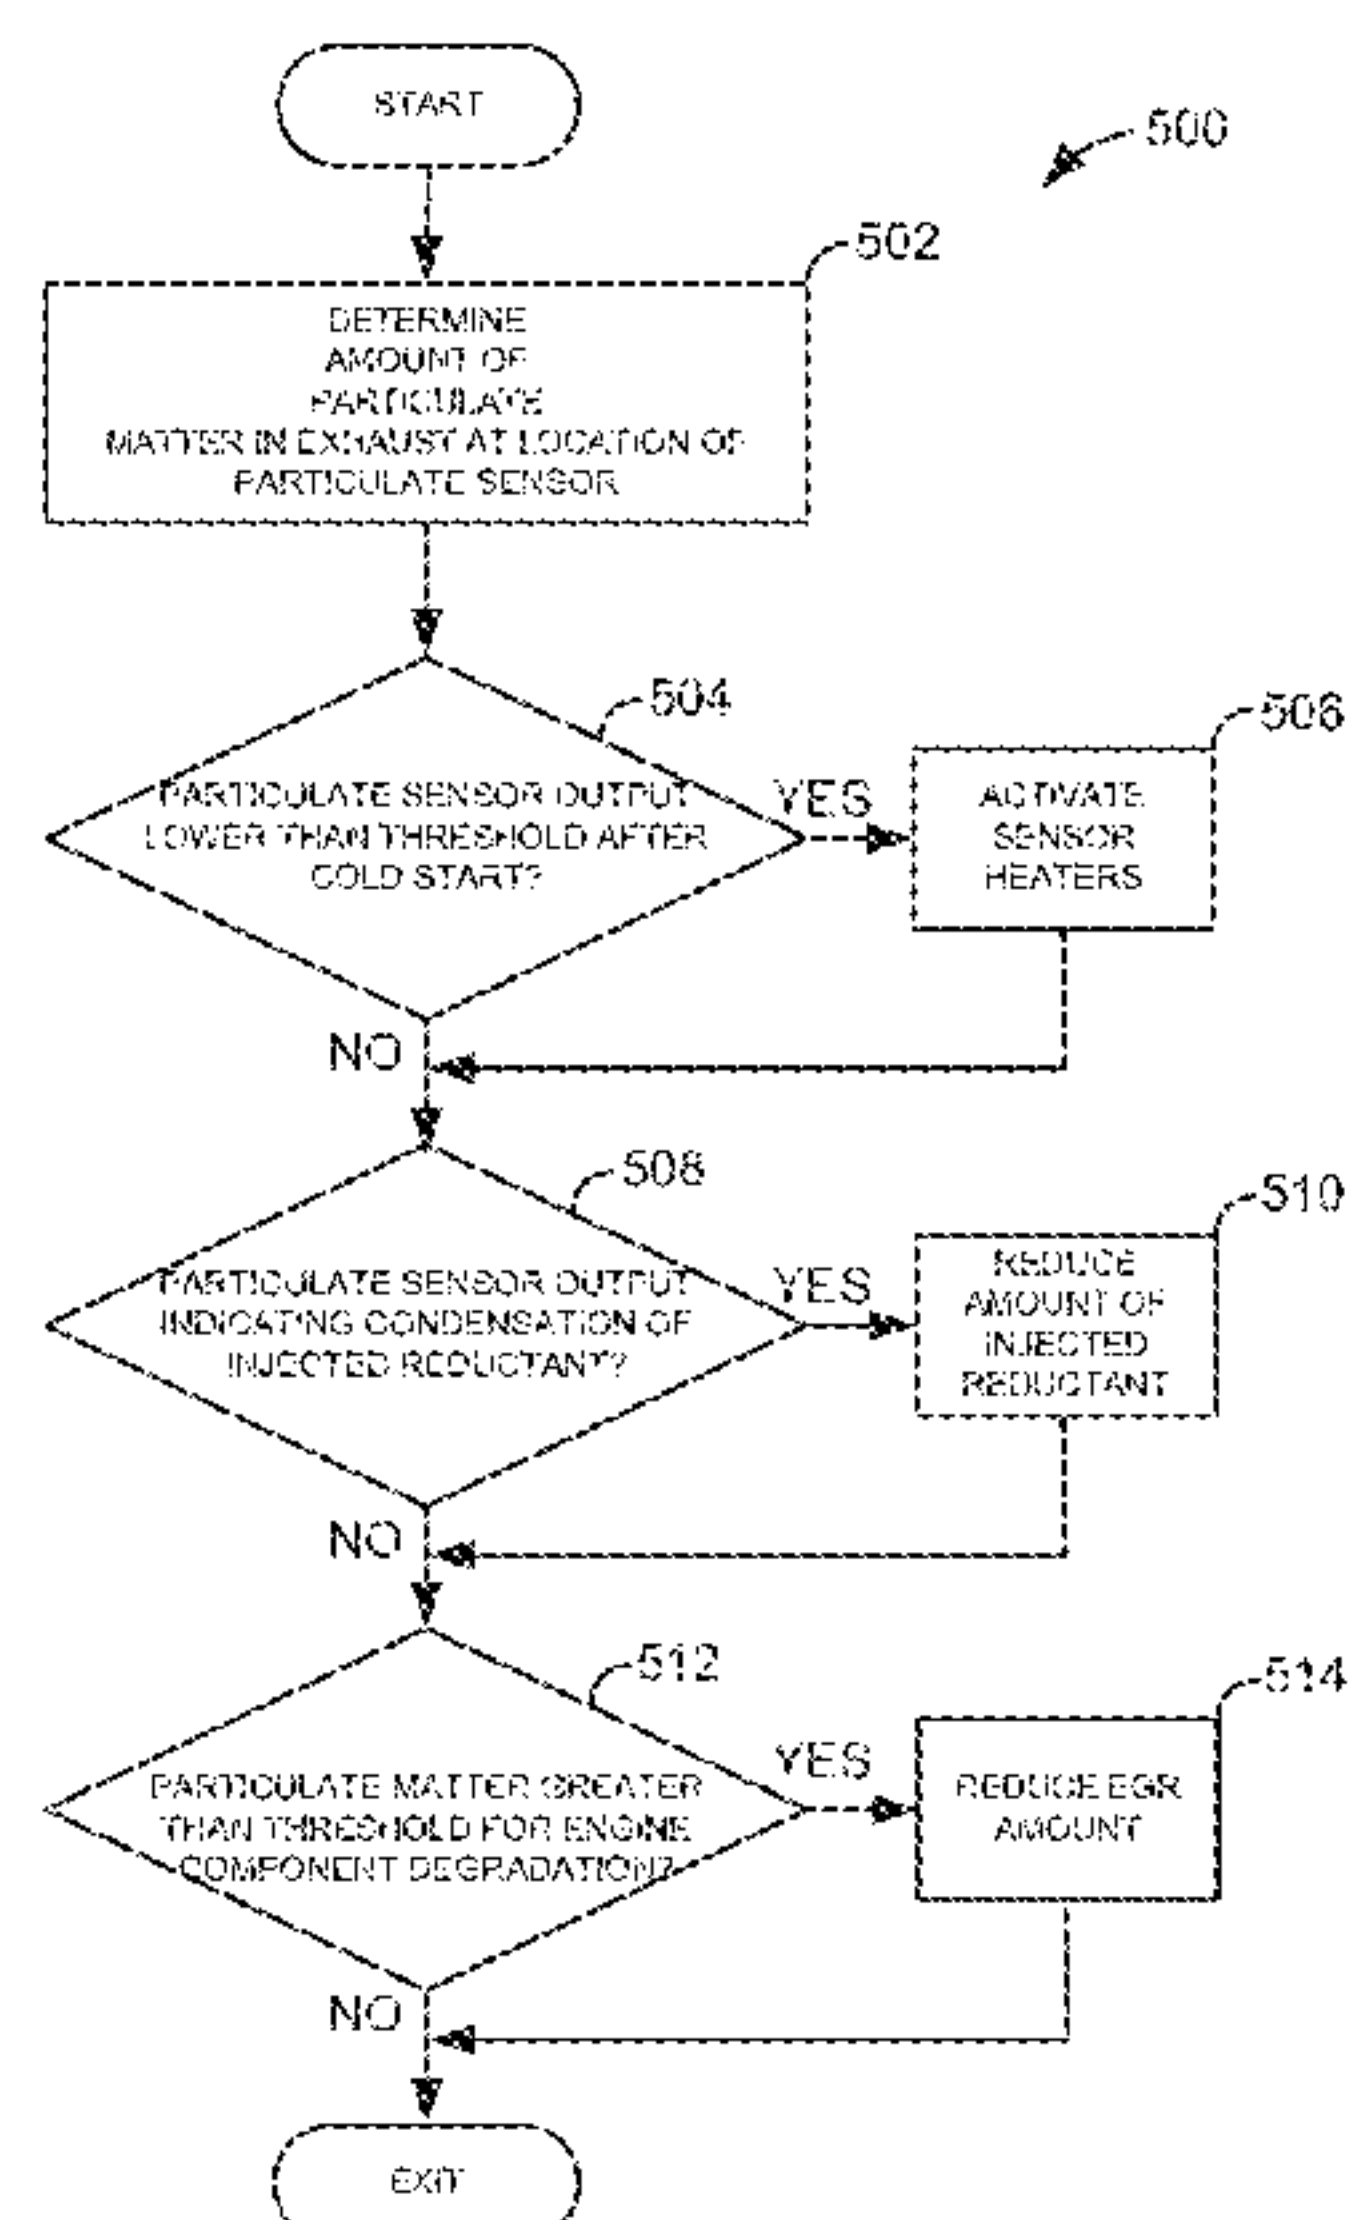 START
500
502
DETERMINE
AMOUNT OF
PARTICULATE
MATTER IN EXHAUST AT LOCATION OF
PARTICULATE SENSOR
504
PARTICULATE SENSOR OUTPUT
LOWER THAN THRESHOLD AFTER
COLD START?
YES
506
ACTIVATE
SENSOR
HEATERS
NO
508
PARTICULATE SENSOR OUTPUT
INDICATING CONDENSATION OF
INJECTED REDUCTANT?
YES
510
REDUCE
AMOUNT OF
INJECTED
REDUCTANT
NO
512
PARTICULATE MATTER GREATER
THAN THRESHOLD FOR ENGINE
COMPONENT DEGRADATION?
YES
514
REDUCE EGR
AMOUNT
NO
EXIT